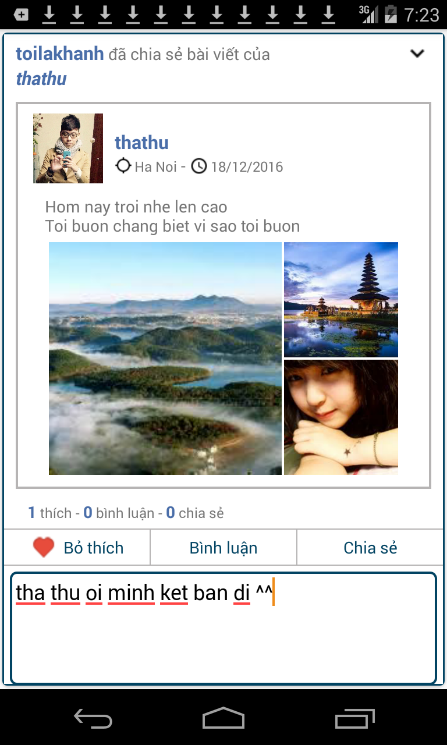 3G 7:23
toilakhanh đã chia sẻ bài viết của
thathu
thathu
Ha Noi - 18/12/2016
Hom nay troi nhe len cao
Toi buon chang biet vi sao toi buon
1 thích - 0 bình luận - 0 chia sẻ
Bỏ thích Bình luận Chia sẻ
tha thu oi minh ket ban di ^^